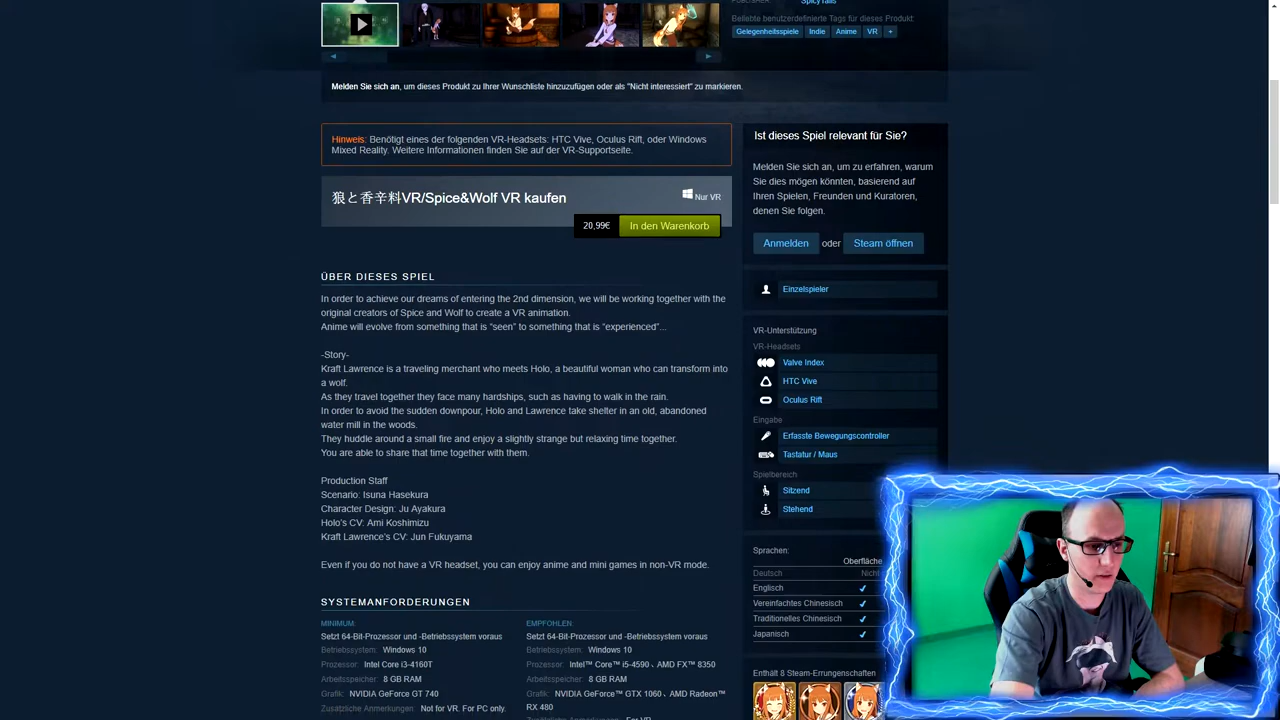 SpicyTails
Beliebte benutzerdefinierte Tags für dieses Produkt:
Gelegenheitsspiele Indie Anime VR +
Melden Sie sich an, um dieses Produkt zu Ihrer Wunschliste hinzuzufügen oder als "Nicht interessiert" zu markieren.
Hinweis: Benötigt eines der folgenden VR-Headsets: HTC Vive, Oculus Rift, oder Windows
Mixed Reality. Weitere Informationen finden Sie auf der VR-Supportseite.
狼と香辛料VR/Spice&Wolf VR kaufen
Nur VR
20,99€ In den Warenkorb
ÜBER DIESES SPIEL
In order to achieve our dreams of entering the 2nd dimension, we will be working together with the
original creators of Spice and Wolf to create a VR animation.
Anime will evolve from something that is "seen" to something that is "experienced"...
-Story-
Kraft Lawrence is a traveling merchant who meets Holo, a beautiful woman who can transform into
a wolf.
As they travel together they face many hardships, such as having to walk in the rain.
In order to avoid the sudden downpour, Holo and Lawrence take shelter in an old, abandoned
water mill in the woods.
They huddle around a small fire and enjoy a slightly strange but relaxing time together.
You are able to share that time together with them.
Production Staff
Scenario: Isuna Hasekura
Character Design: Ju Ayakura
Holo's CV: Ami Koshimizu
Kraft Lawrence's CV: Jun Fukuyama
Even if you do not have a VR headset, you can enjoy anime and mini games in non-VR mode.
SYSTEMANFORDERUNGEN
MINIMUM:
Setzt 64-Bit-Prozessor und -Betriebssystem voraus
Betriebssystem: Windows 10
Prozessor: Intel Core i3-4160T
Arbeitsspeicher: 8 GB RAM
Grafik: NVIDIA GeForce GT 740
Zusätzliche Anmerkungen: Not for VR. For PC only.
EMPFOHLEN:
Setzt 64-Bit-Prozessor und -Betriebssystem voraus
Betriebssystem: Windows 10
Prozessor: Intel™ Core™ i5-4590、AMD FX™ 8350
Arbeitsspeicher: 8 GB RAM
Grafik: NVIDIA GeForce™ GTX 1060、AMD Radeon™
RX 480
Zusätzliche Anmerkungen: For VR
Ist dieses Spiel relevant für Sie?
Melden Sie sich an, um zu erfahren, warum
Sie dies mögen könnten, basierend auf
Ihren Spielen, Freunden und Kuratoren,
denen Sie folgen.
Anmelden oder Steam öffnen
Einzelspieler
VR-Unterstützung
VR-Headsets
Valve Index
HTC Vive
Oculus Rift
Eingabe
Erfasste Bewegungscontroller
Tastatur / Maus
Spielbereich
Sitzend
Stehend
Sprachen:
Oberfläche
Deutsch Nicht
Englisch
Vereinfachtes Chinesisch
Traditionelles Chinesisch
Japanisch
Enthält 8 Steam-Errungenschaften